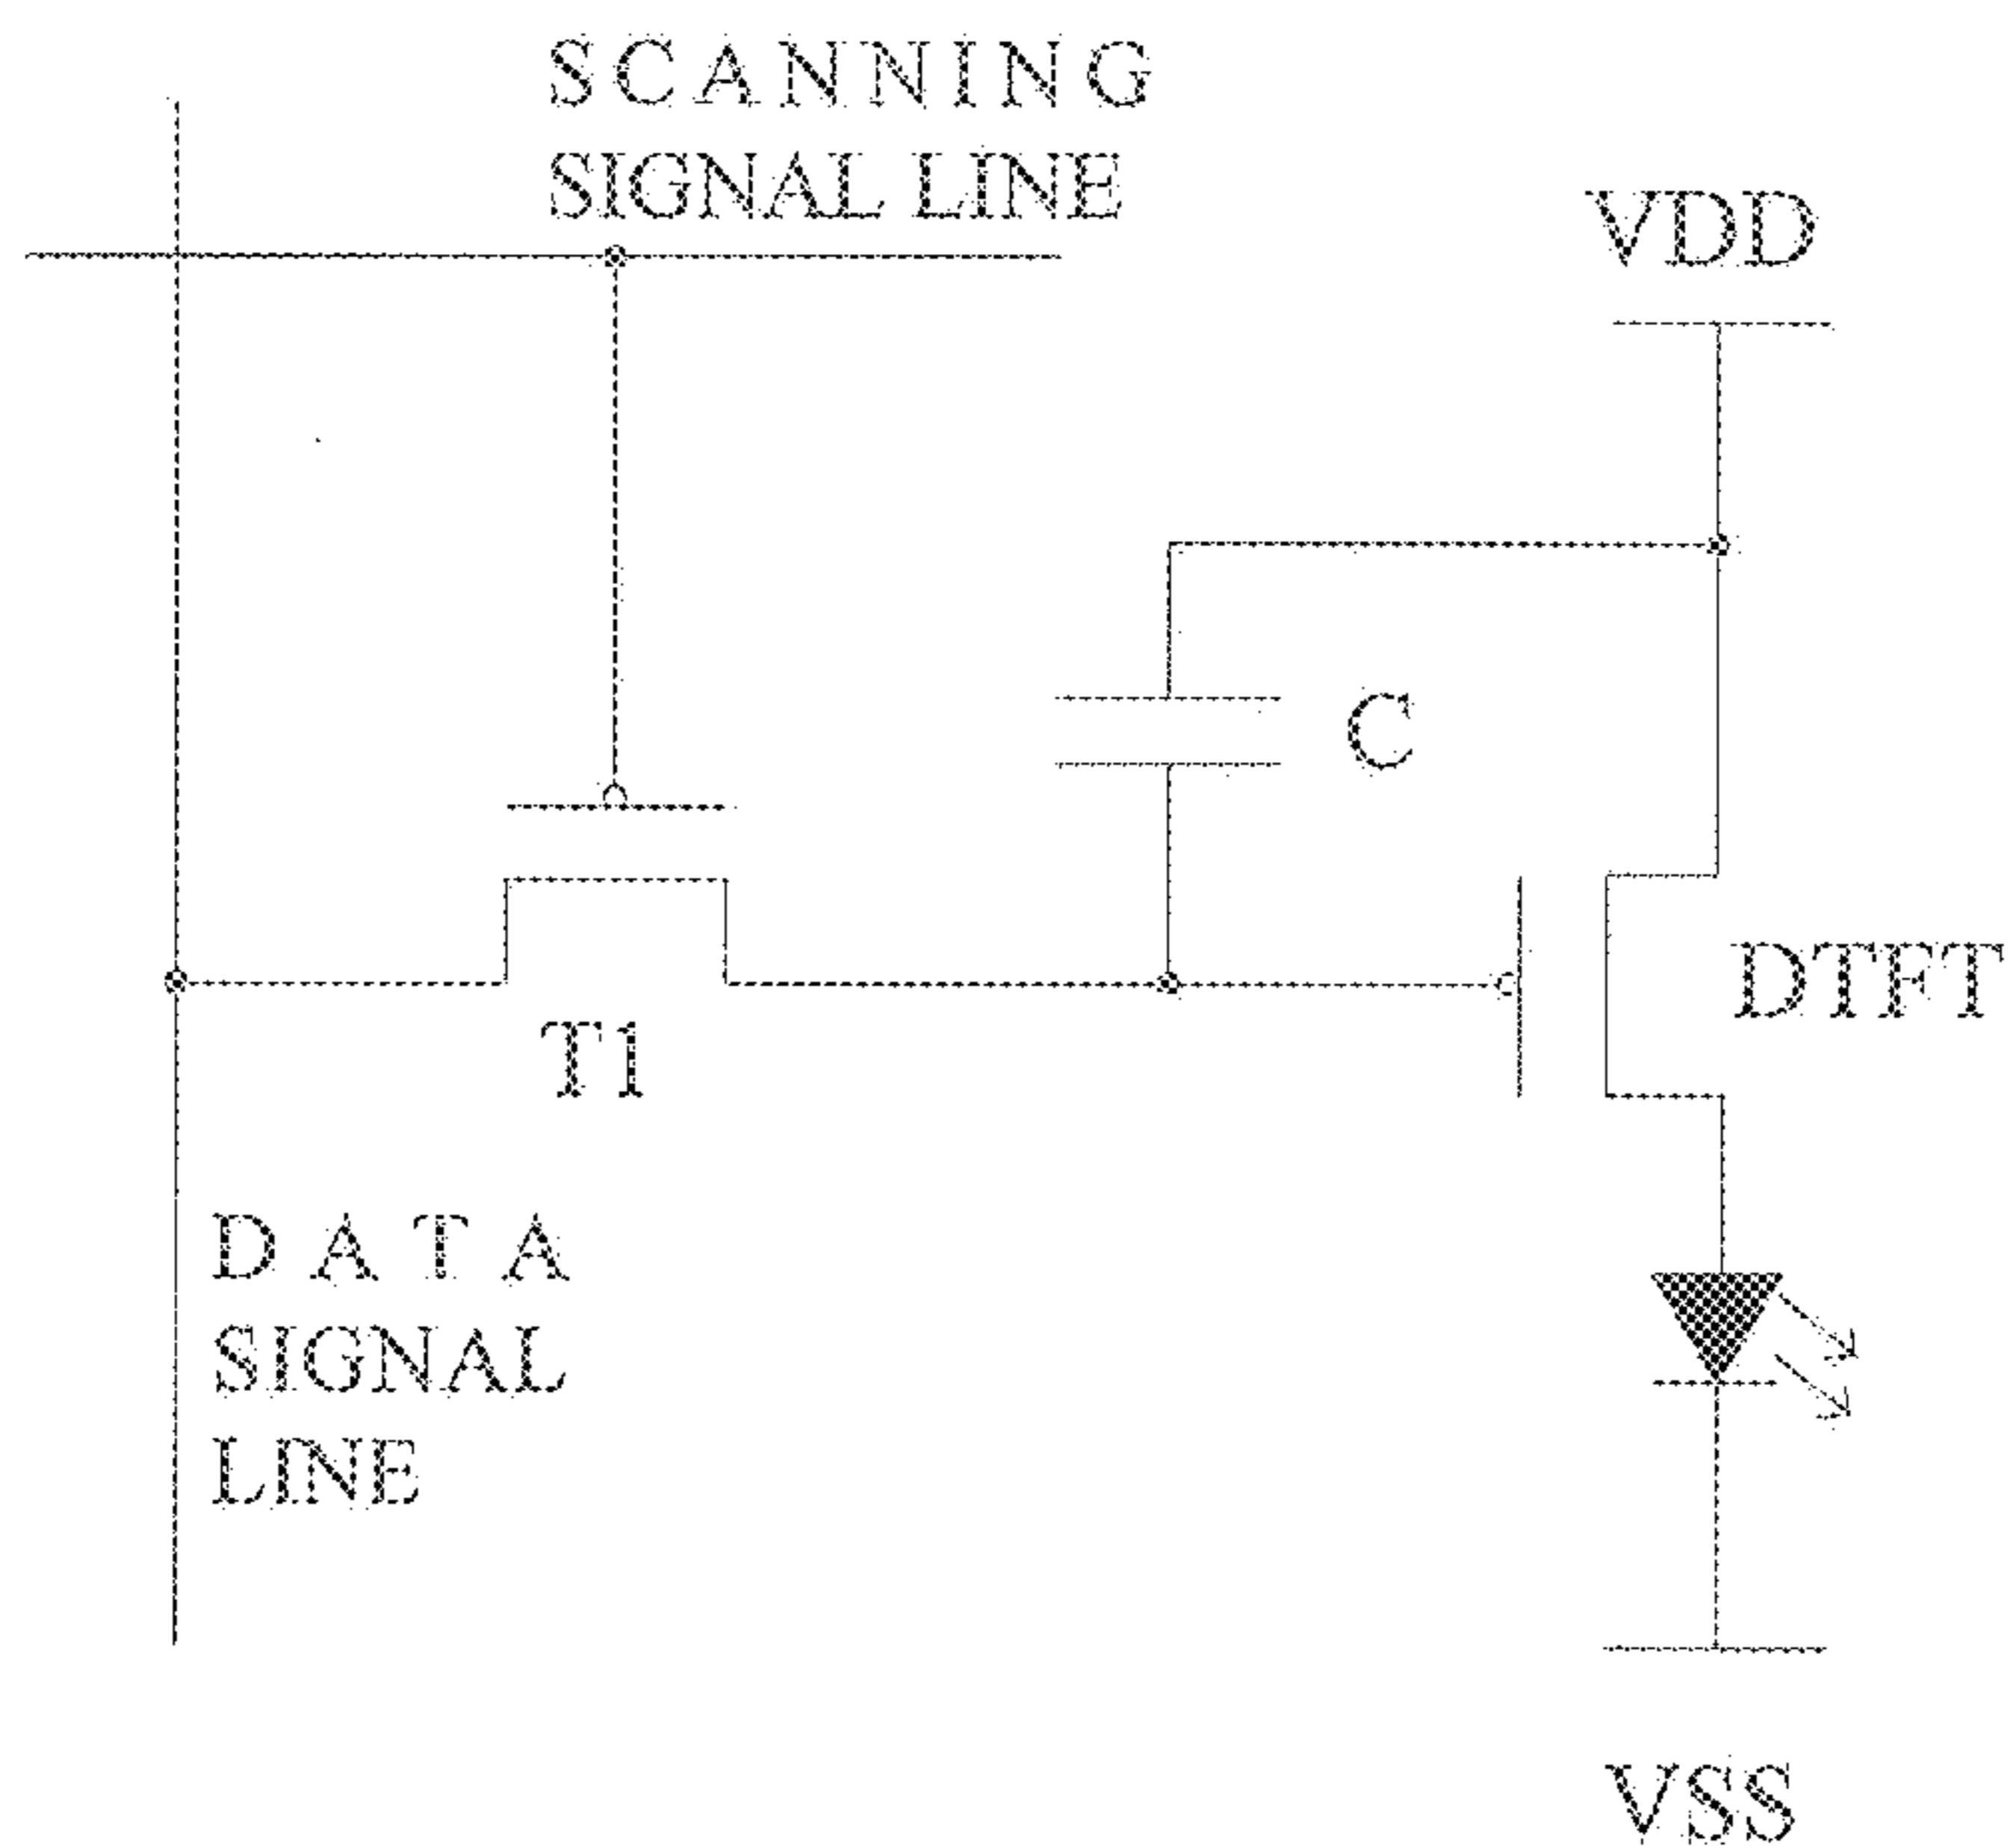 SCANNING
SIGNAL LINE
VDD
C
DTFT
T1
DATA
SIGNAL
LINE
VSS